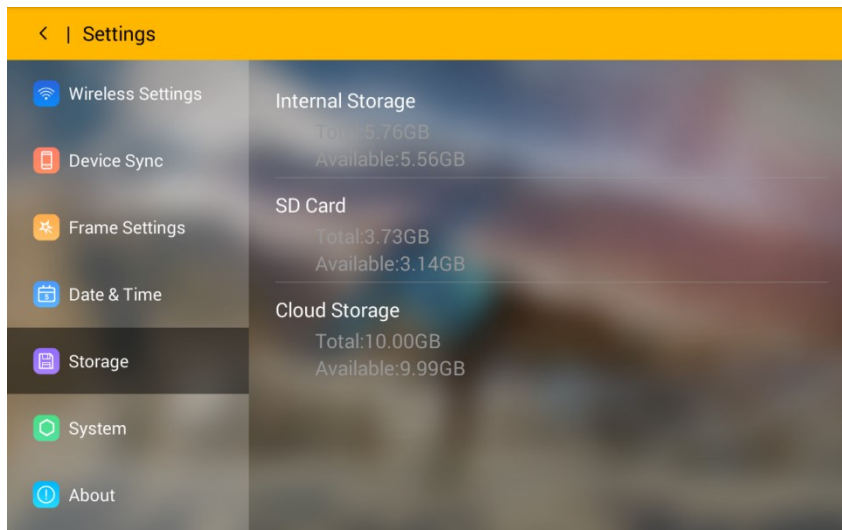 < | Settings
Wireless Settings
Device Sync
Frame Settings
Date & Time
Storage
System
About
Internal Storage
Total:5.76GB
Available:5.56GB
SD Card
Total:3.73GB
Available:3.14GB
Cloud Storage
Total:10.00GB
Available:9.99GB